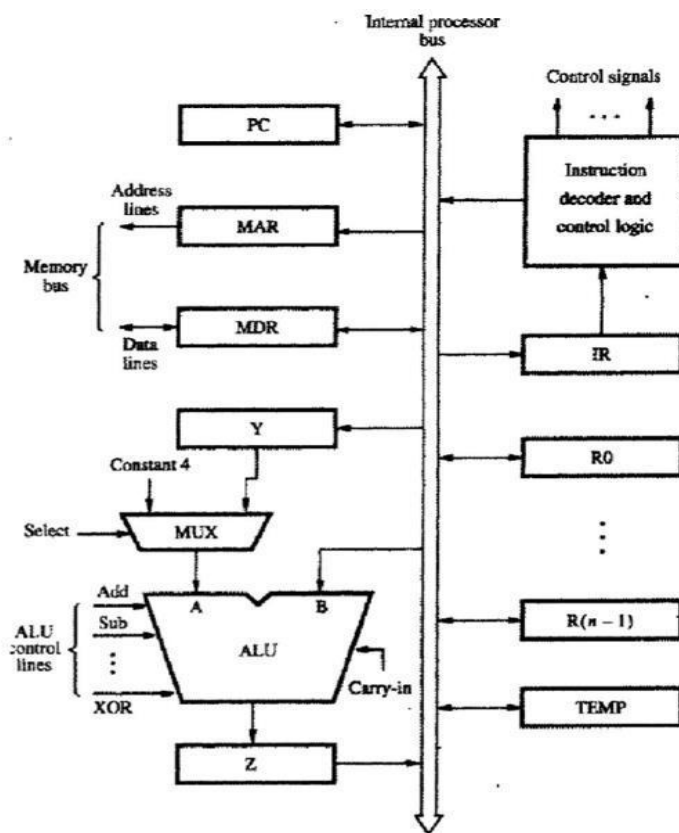 Internal processor
bus
Control signals
...
PC
Instruction
decoder and
control logic
Address
lines
MAR
Memory
bus
MDR
Data
lines
IR
Y
Constant 4
R0
Select
MUX
Add
A
B
Sub
ALU
control
lines
ALU
R(n − 1)
Carry-in
XOR
TEMP
Z